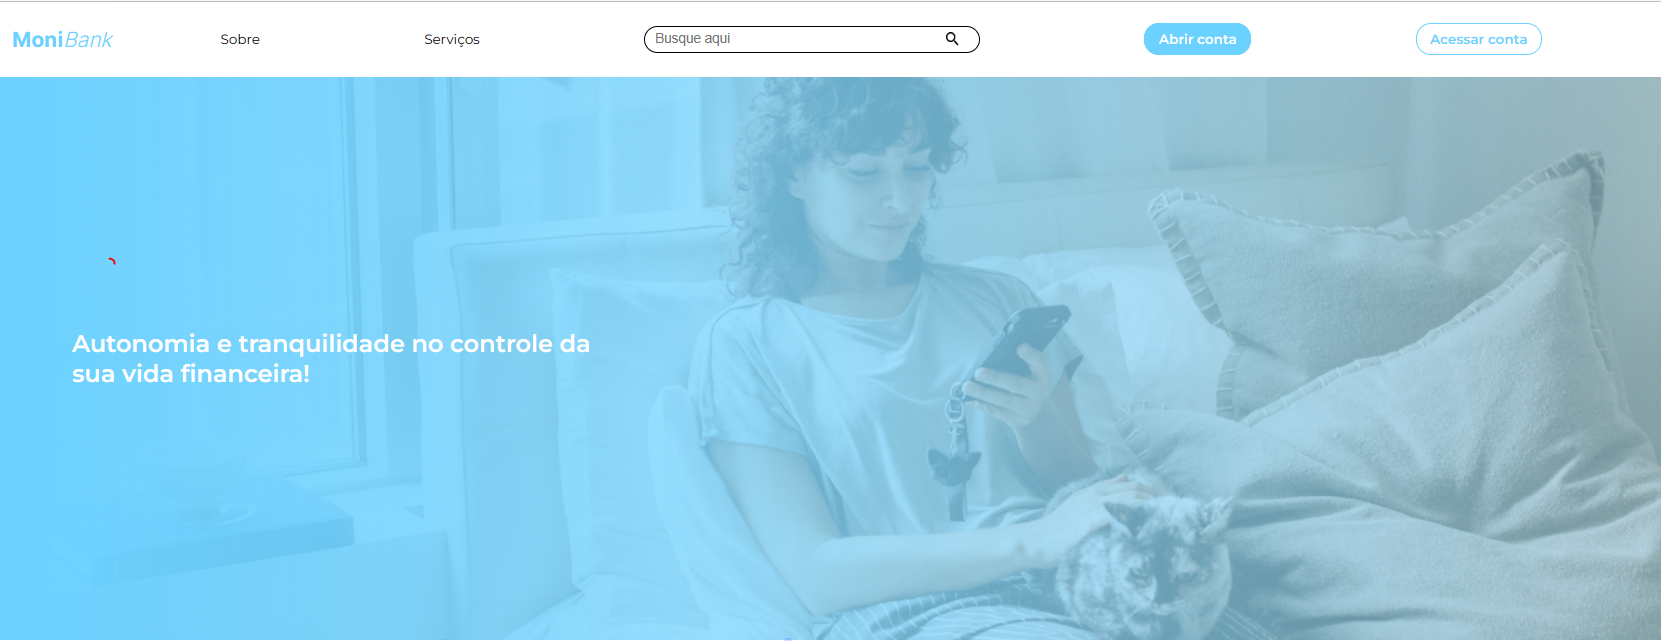 MoniBank
Sobre
Serviços
Busque aqui
Abrir conta
Acessar conta
Autonomia e tranquilidade no controle da
sua vida financeira!